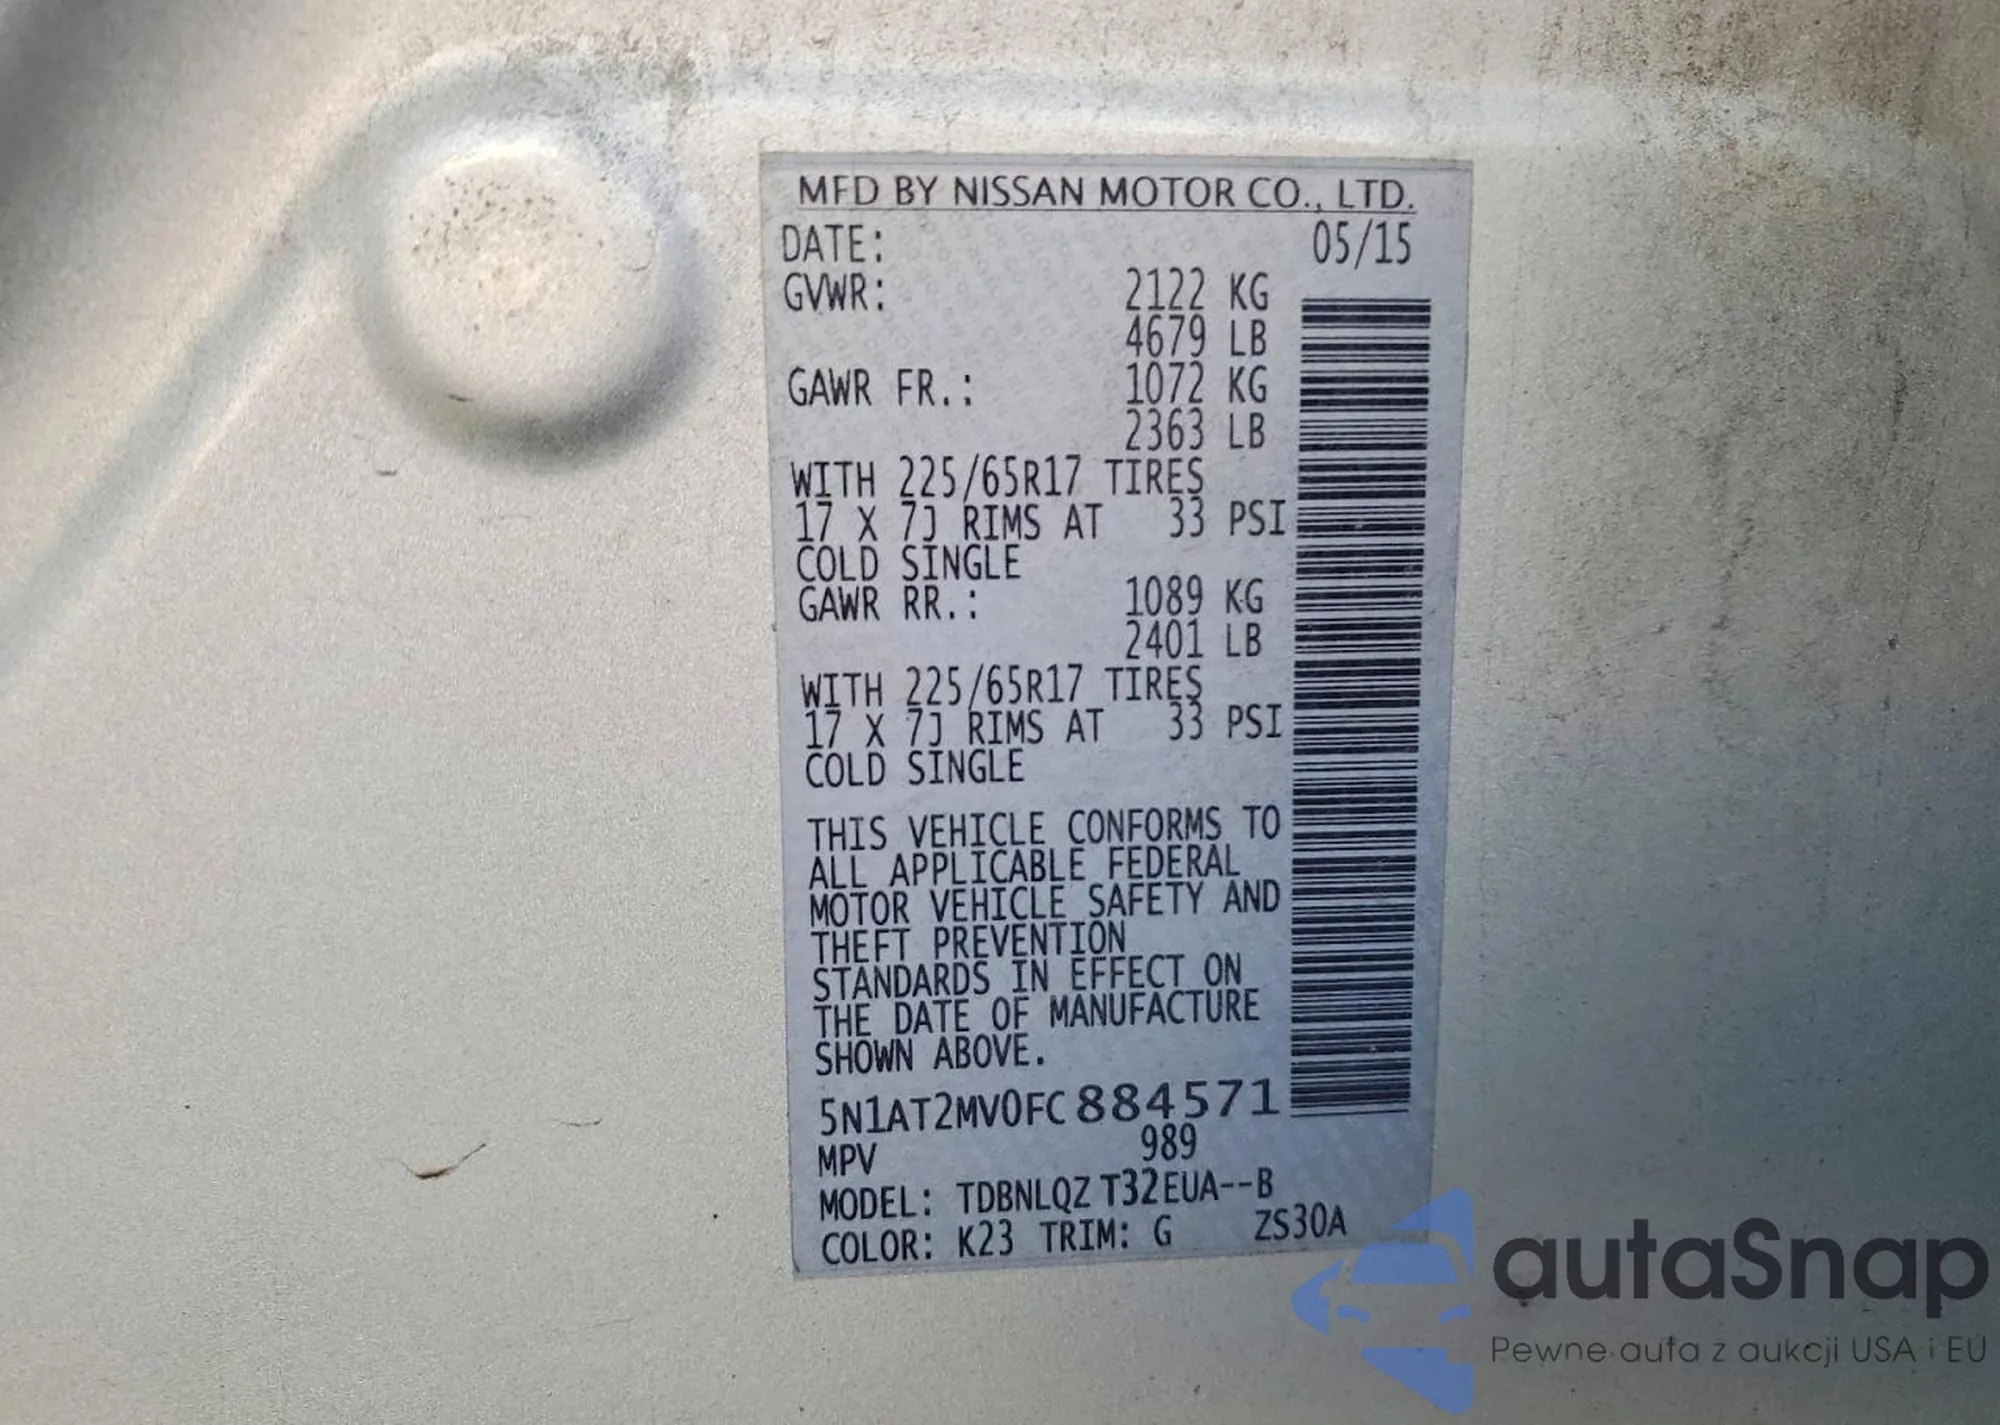 MFD BY NISSAN MOTOR CO., LTD.
DATE: 05/15
GVWR: 2122 KG
4679 LB
GAWR FR.: 1072 KG
2363 LB
WITH 225/65R17 TIRES
17 X 7J RIMS AT 33 PSI
COLD SINGLE
GAWR RR.: 1089 KG
2401 LB
WITH 225/65R17 TIRES
17 X 7J RIMS AT 33 PSI
COLD SINGLE
THIS VEHICLE CONFORMS TO
ALL APPLICABLE FEDERAL
MOTOR VEHICLE SAFETY AND
THEFT PREVENTION
STANDARDS IN EFFECT ON
THE DATE OF MANUFACTURE
SHOWN ABOVE.
5N1AT2MV0FC884571
MPV 989
MODEL: TDBNLQZ T32EUA--B
COLOR: K23 TRIM: G ZS30A
autaSnap
Pewne auta z aukcji USA i EU